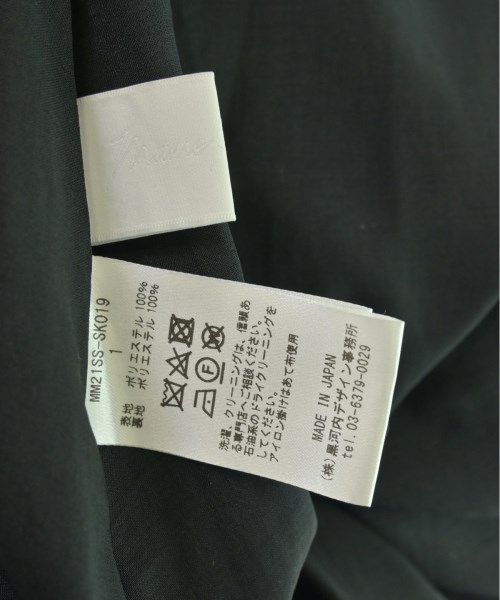 MM21SS-SK019
1
表地 ポリエステル 100%
裏地 ポリエステル 100%
洗濯、クリーニングは、信頼あ
る専門店へご相談ください。
石油系のドライクリーニングを
してください。
アイロン掛けはあて布使用
MADE IN JAPAN
(株)黒河内デザイン事務所
tel.03-6379-0029